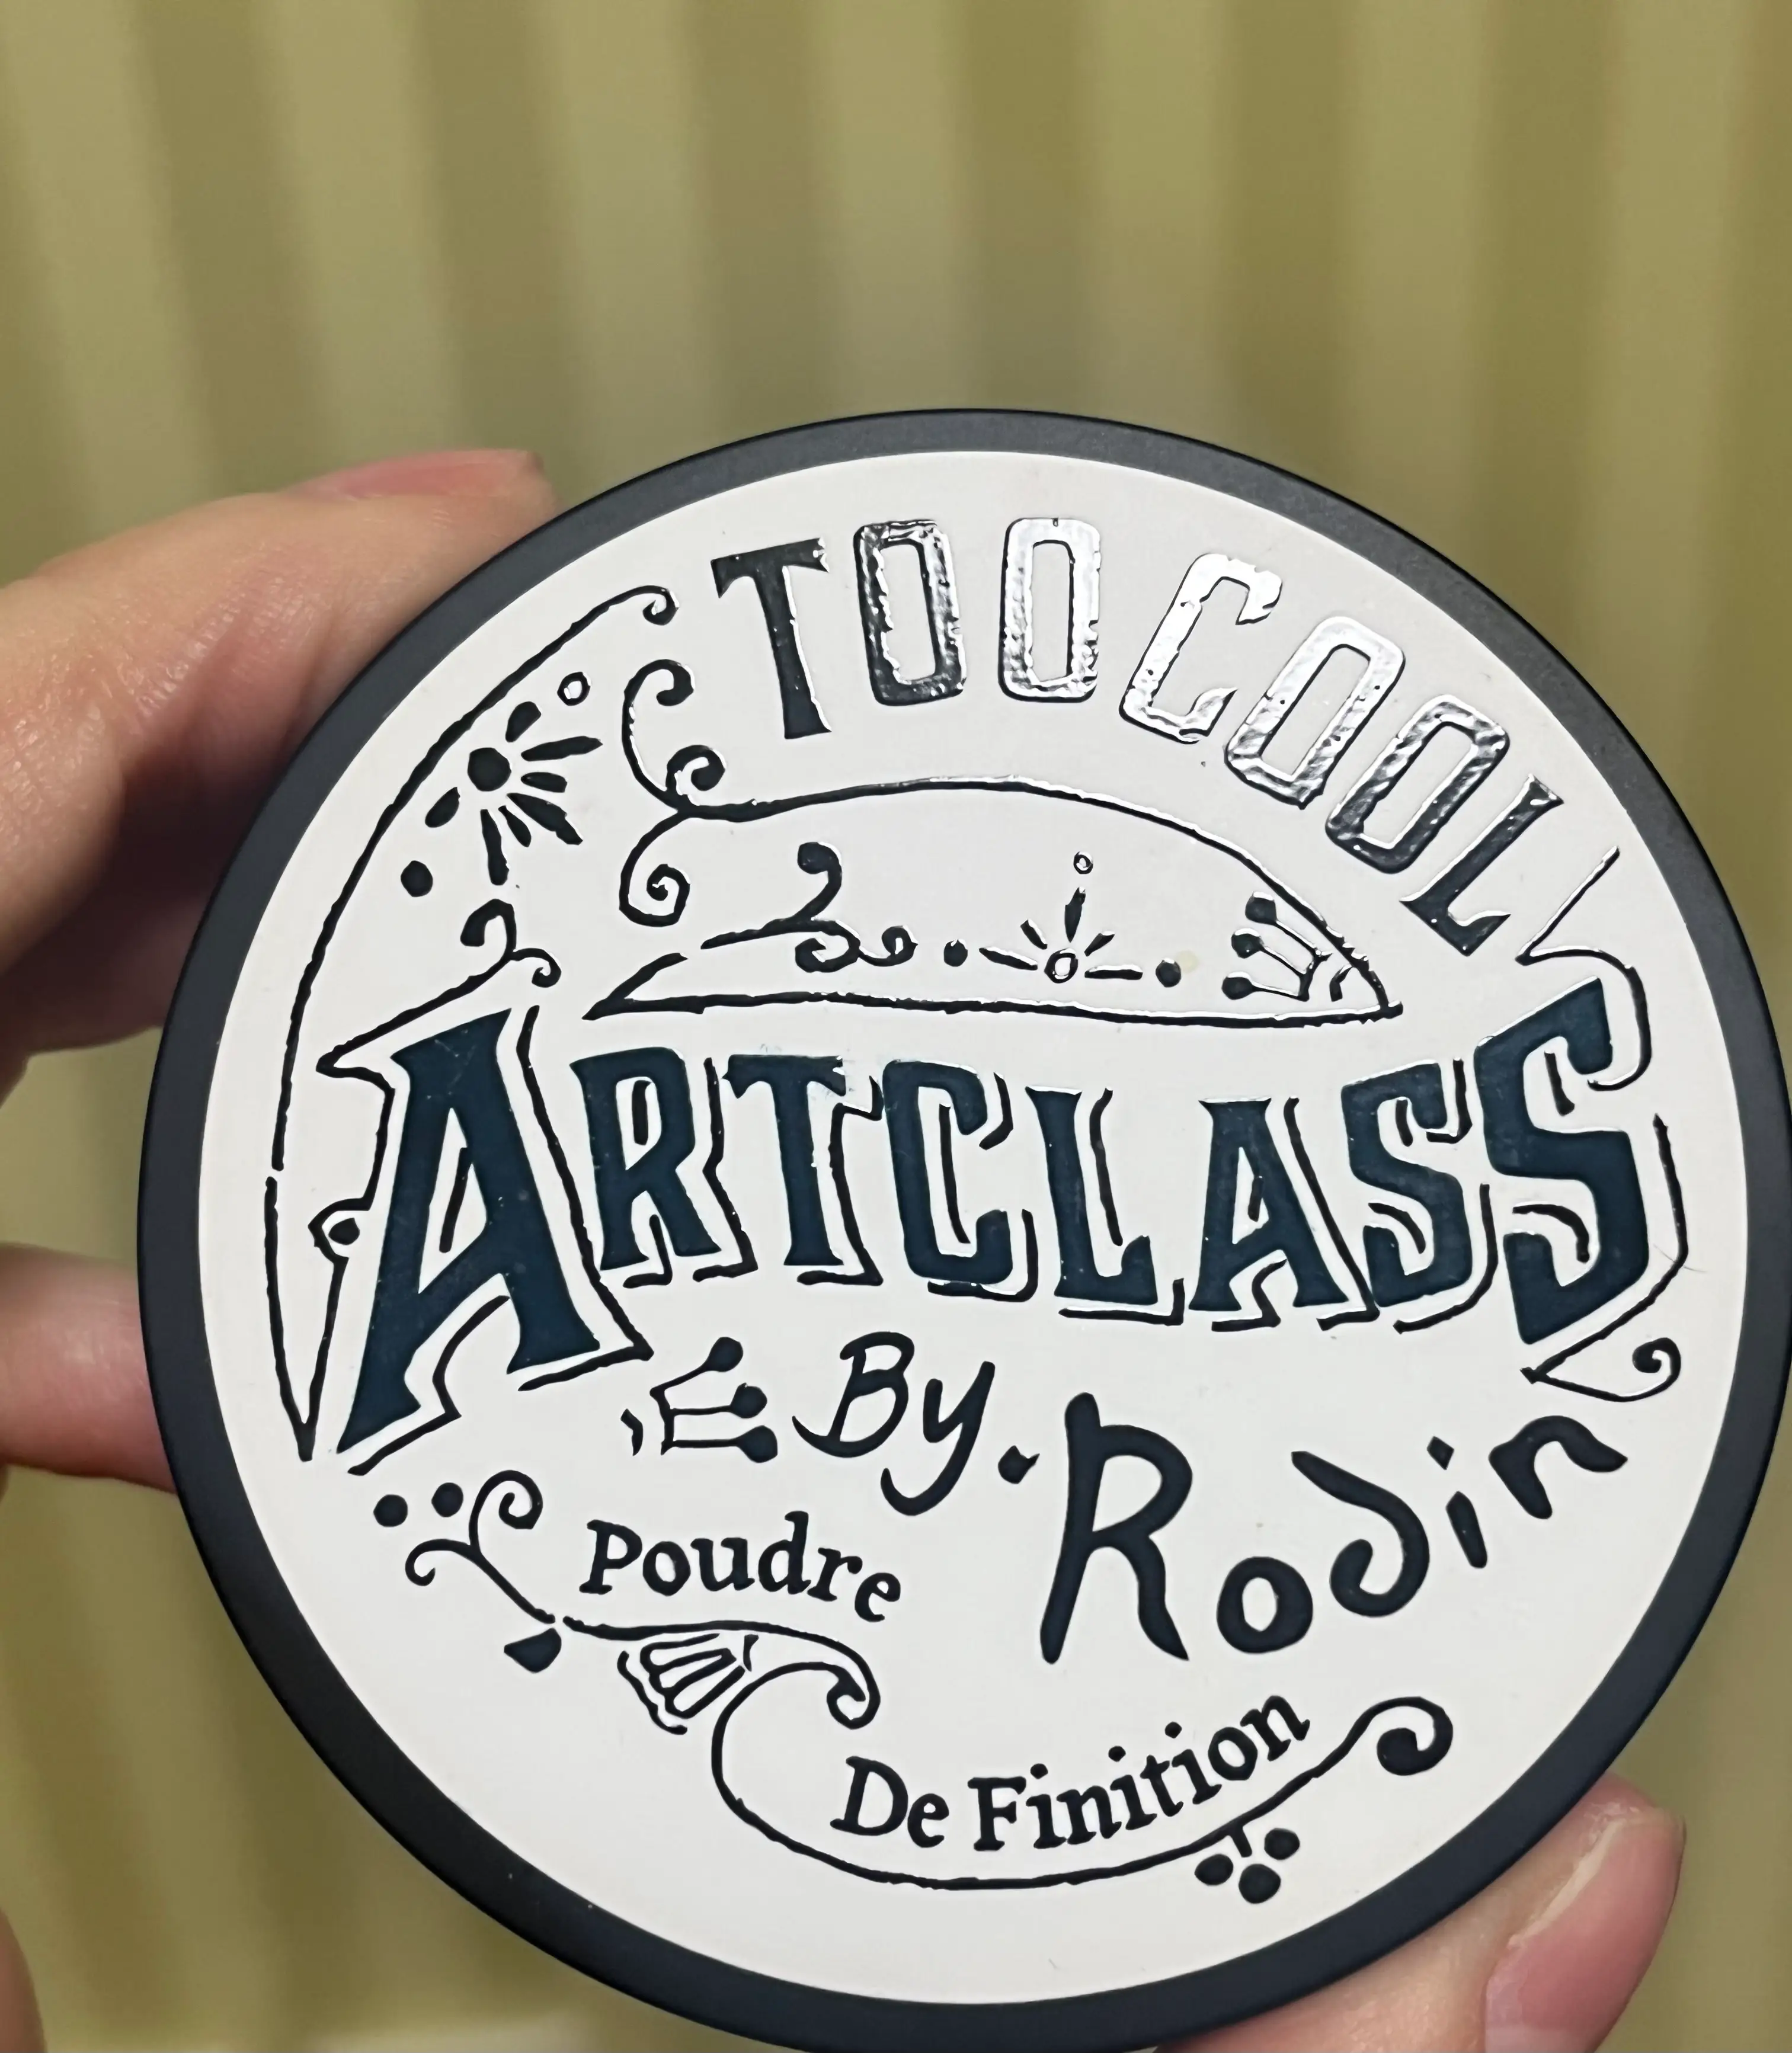 TOO COOL
ARTCLASS
By. Rodin
Poudre
De Finition